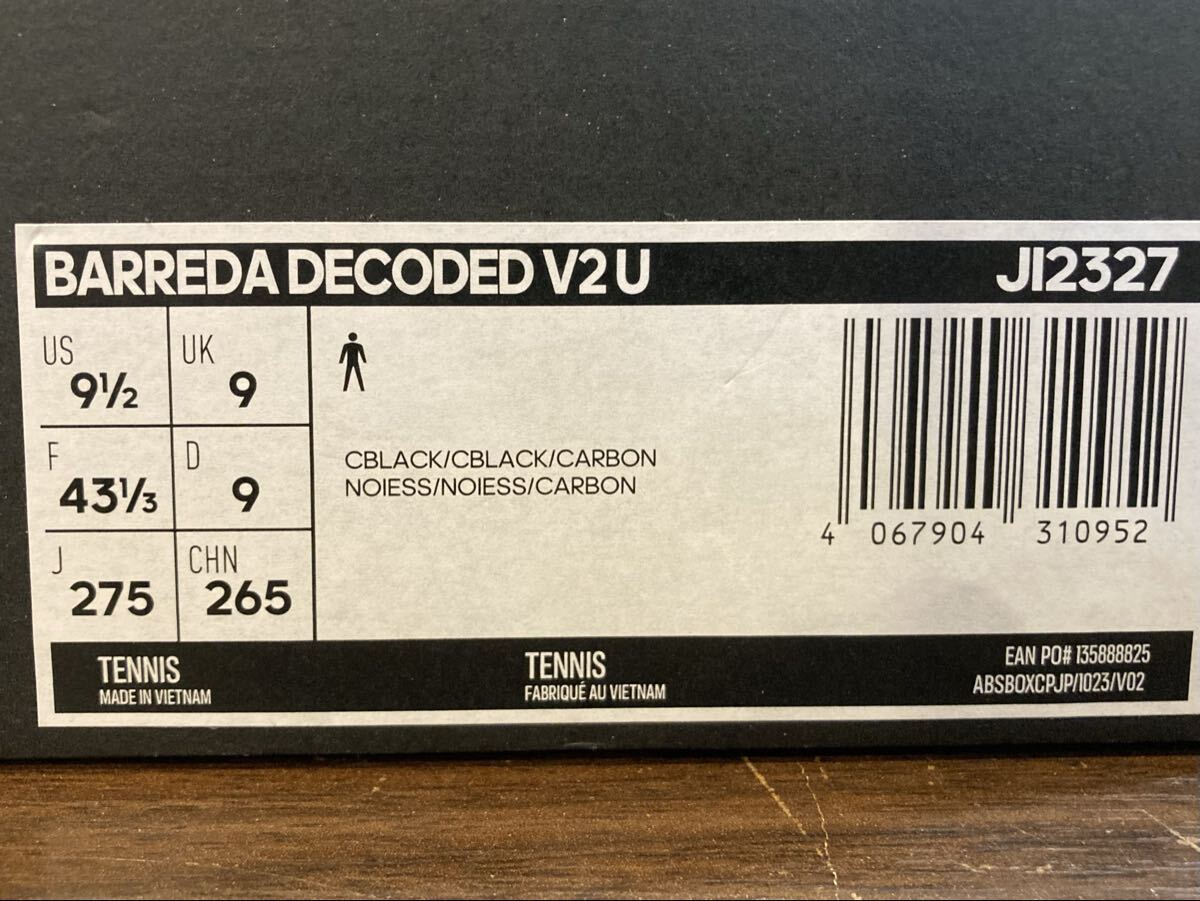 BARREDA DECODED V2 U JI2327
US 9½ UK 9
F 43⅓ D 9
J 275 CHN 265
CBLACK/CBLACK/CARBON
NOIESS/NOIESS/CARBON
4 067904 310952
TENNIS
MADE IN VIETNAM
TENNIS
FABRIQUÉ AU VIETNAM
EAN PO# 135888825
ABSBOXCPJP/1023/V02